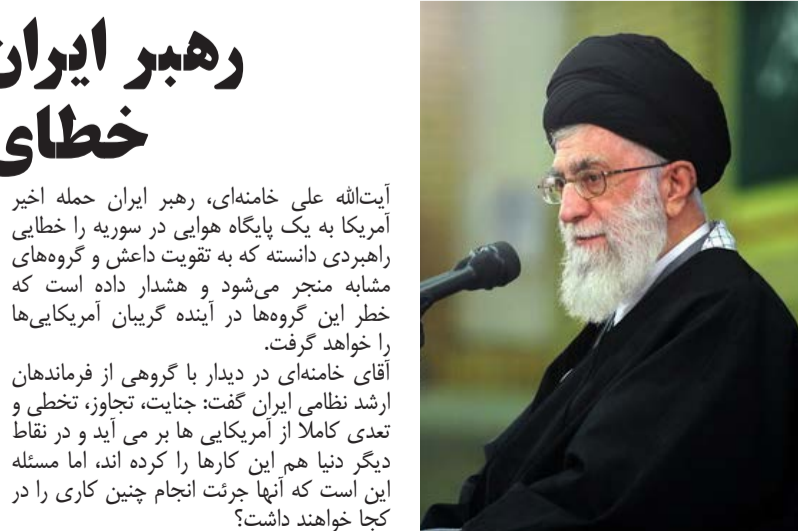 رهبر ایران
خطای
آیت‌الله علی خامنه‌ای، رهبر ایران حمله اخیر
آمریکا به یک پایگاه هوایی در سوریه را خطایی
راهبردی دانسته که به تقویت داعش و گروه‌های
مشابه منجر می‌شود و هشدار داده است که
خطر این گروه‌ها در آینده گریبان آمریکایی‌ها
را خواهد گرفت.
آقای خامنه‌ای در دیدار با گروهی از فرماندهان
ارشد نظامی ایران گفت: جنایت، تجاوز، تخطی و
تعدی کاملا از آمریکایی ها بر می آید و در نقاط
دیگر دنیا هم این کارها را کرده اند، اما مسئله
این است که آنها جرئت انجام چنین کاری را در
کجا خواهند داشت؟